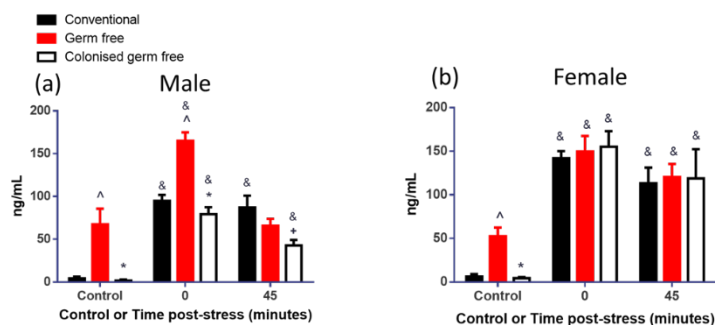 Conventional
Germ free
Colonised germ free
(a) Male
200
150
100
50
0
ng/mL
^
*
&
&
^
&
*
&
&
+
Control 0 45
Control or Time post-stress (minutes)
(b) Female
200
150
100
50
0
ng/mL
^
*
& & &
& & &
Control 0 45
Control or Time post-stress (minutes)